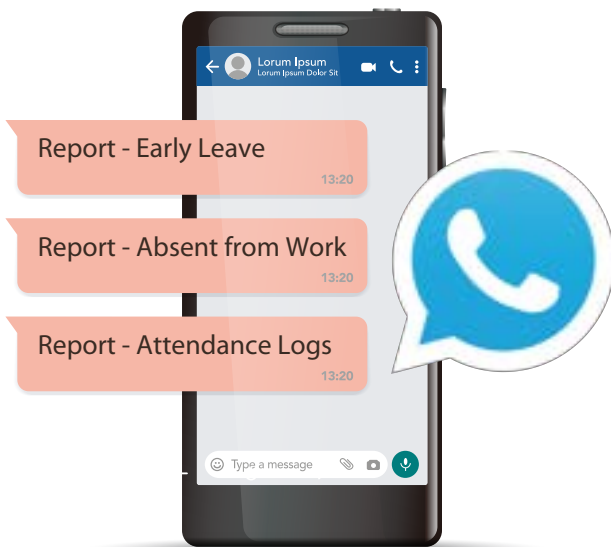 Lorum Ipsum
Lorum Ipsum Dolor Sit
Report - Early Leave
13:20
Report - Absent from Work
13:20
Report - Attendance Logs
13:20
Type a message